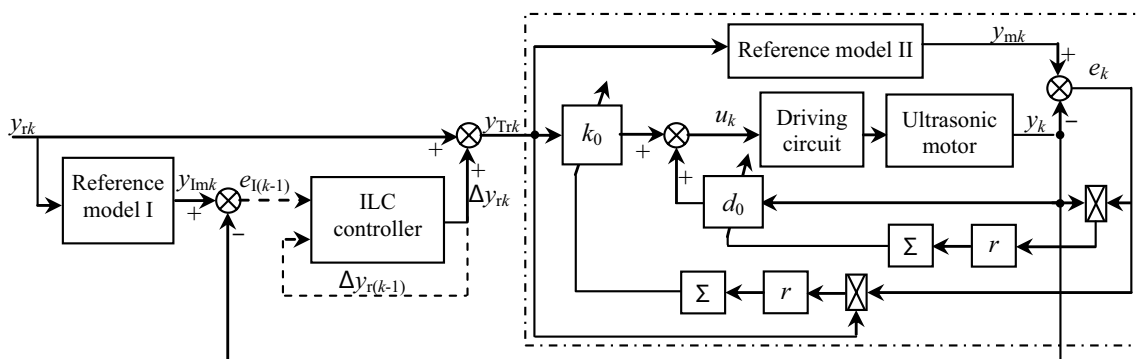 Reference model II
y_mk
+
e_k
y_rk
y_Trk
k_0
u_k
Driving
circuit
Ultrasonic
motor
y_k
−
+
+
+
+
Reference
model I
y_Imk
+
−
e_I(k-1)
ILC
controller
Δy_rk
Δy_r(k-1)
d_0
Σ
r
Σ
r